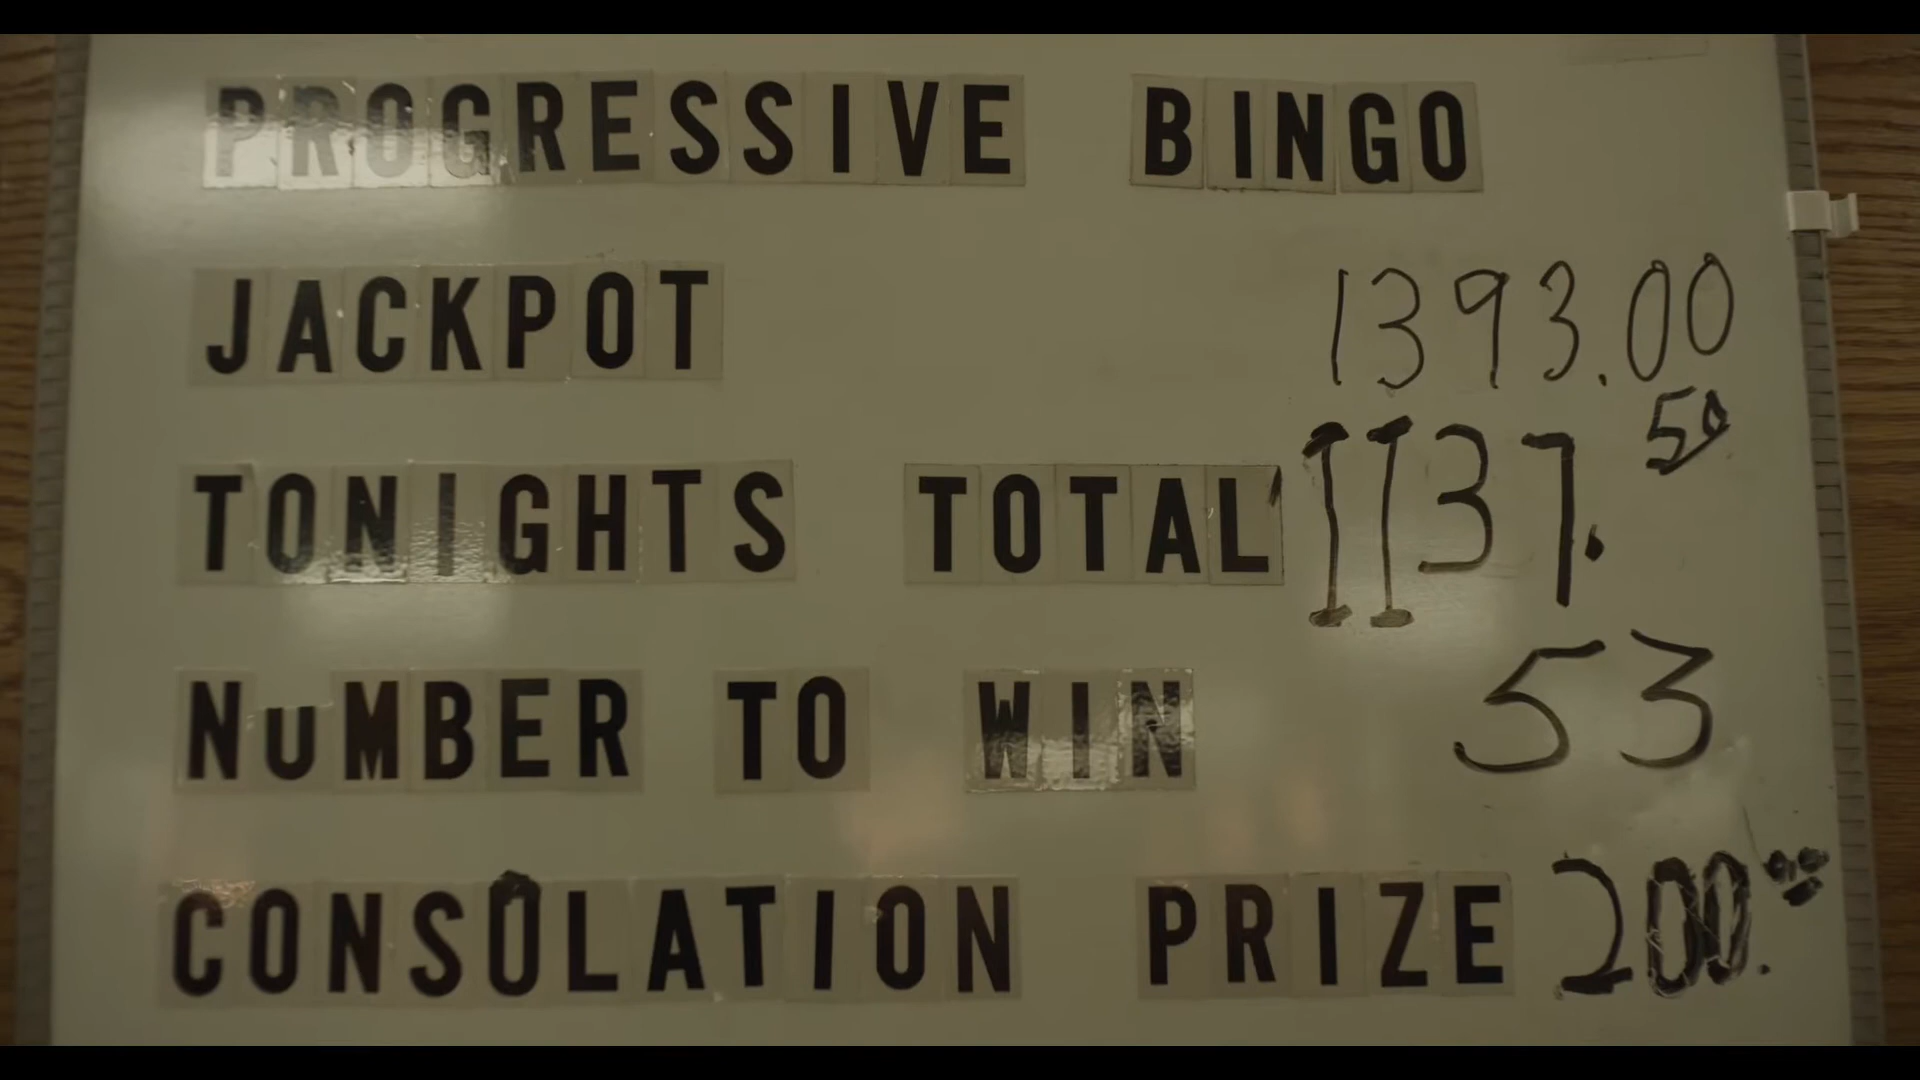 PROGRESSIVE BINGO
JACKPOT 1393.00
TONIGHTS TOTAL 1137.50
NUMBER TO WIN 53
CONSOLATION PRIZE 200.00